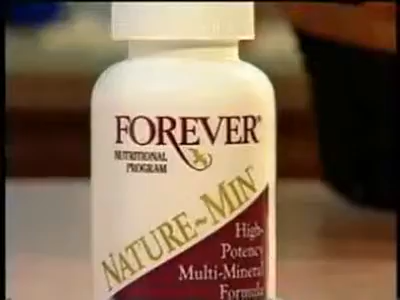 FOREVER®
NUTRITIONAL
PROGRAM
NATURE~MIN
High-
Potency
Multi-Mineral
Formula